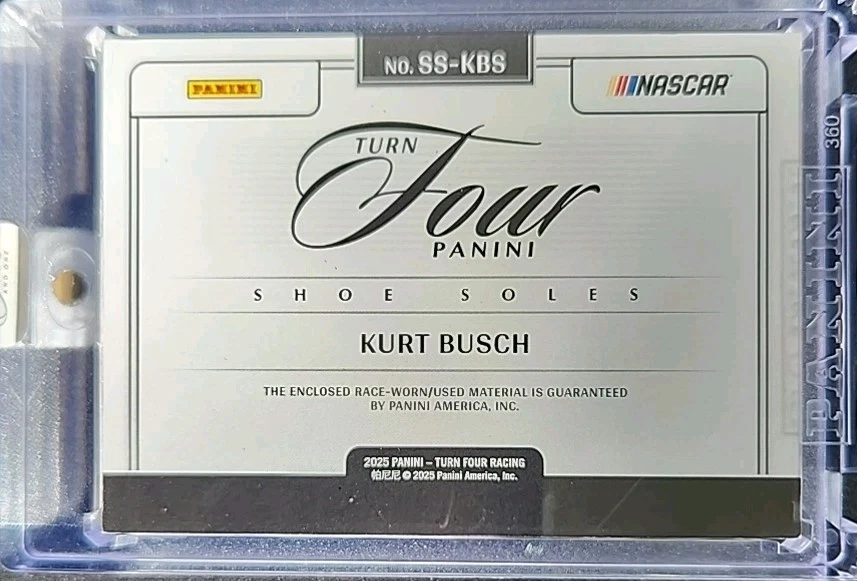 No. SS-KBS
PANINI
NASCAR
TURN
Four
PANINI
SHOE SOLES
KURT BUSCH
THE ENCLOSED RACE-WORN/USED MATERIAL IS GUARANTEED
BY PANINI AMERICA, INC.
2025 PANINI – TURN FOUR RACING
帕尼尼 © 2025 Panini America, Inc.
360
PANINI